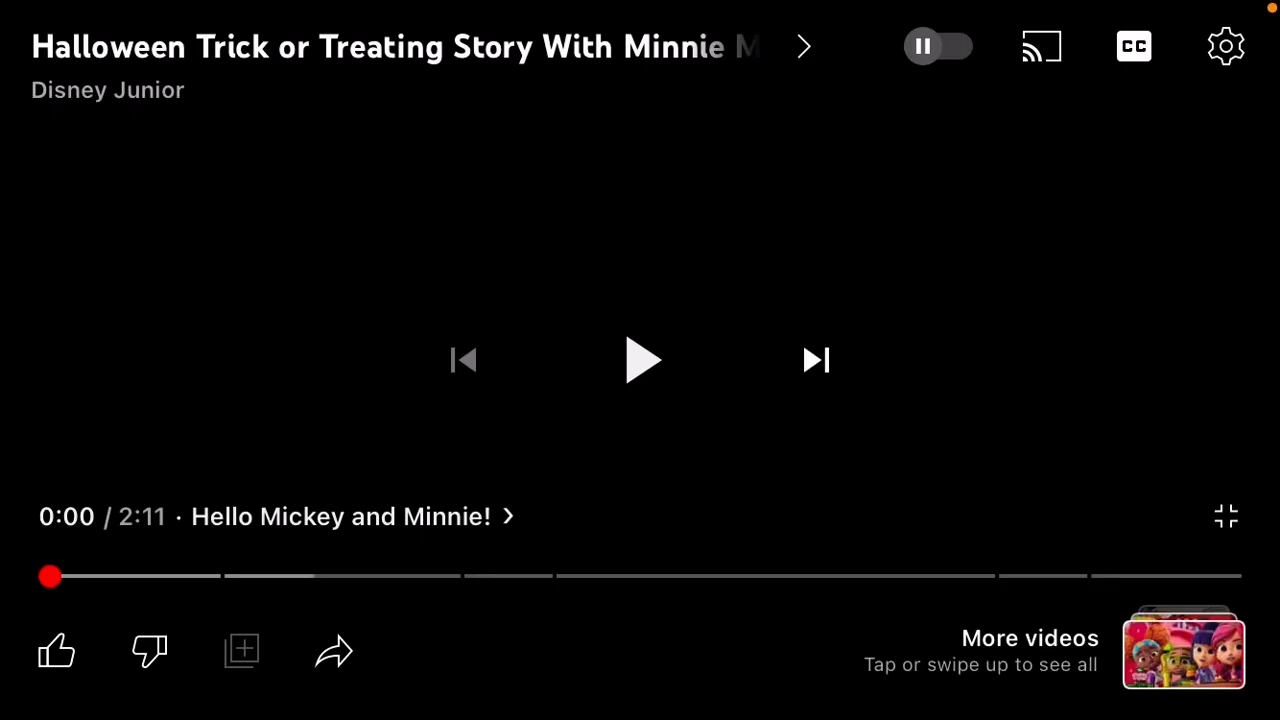 Halloween Trick or Treating Story With Minnie
Disney Junior
CC
0:00 / 2:11 · Hello Mickey and Minnie!
More videos
Tap or swipe up to see all